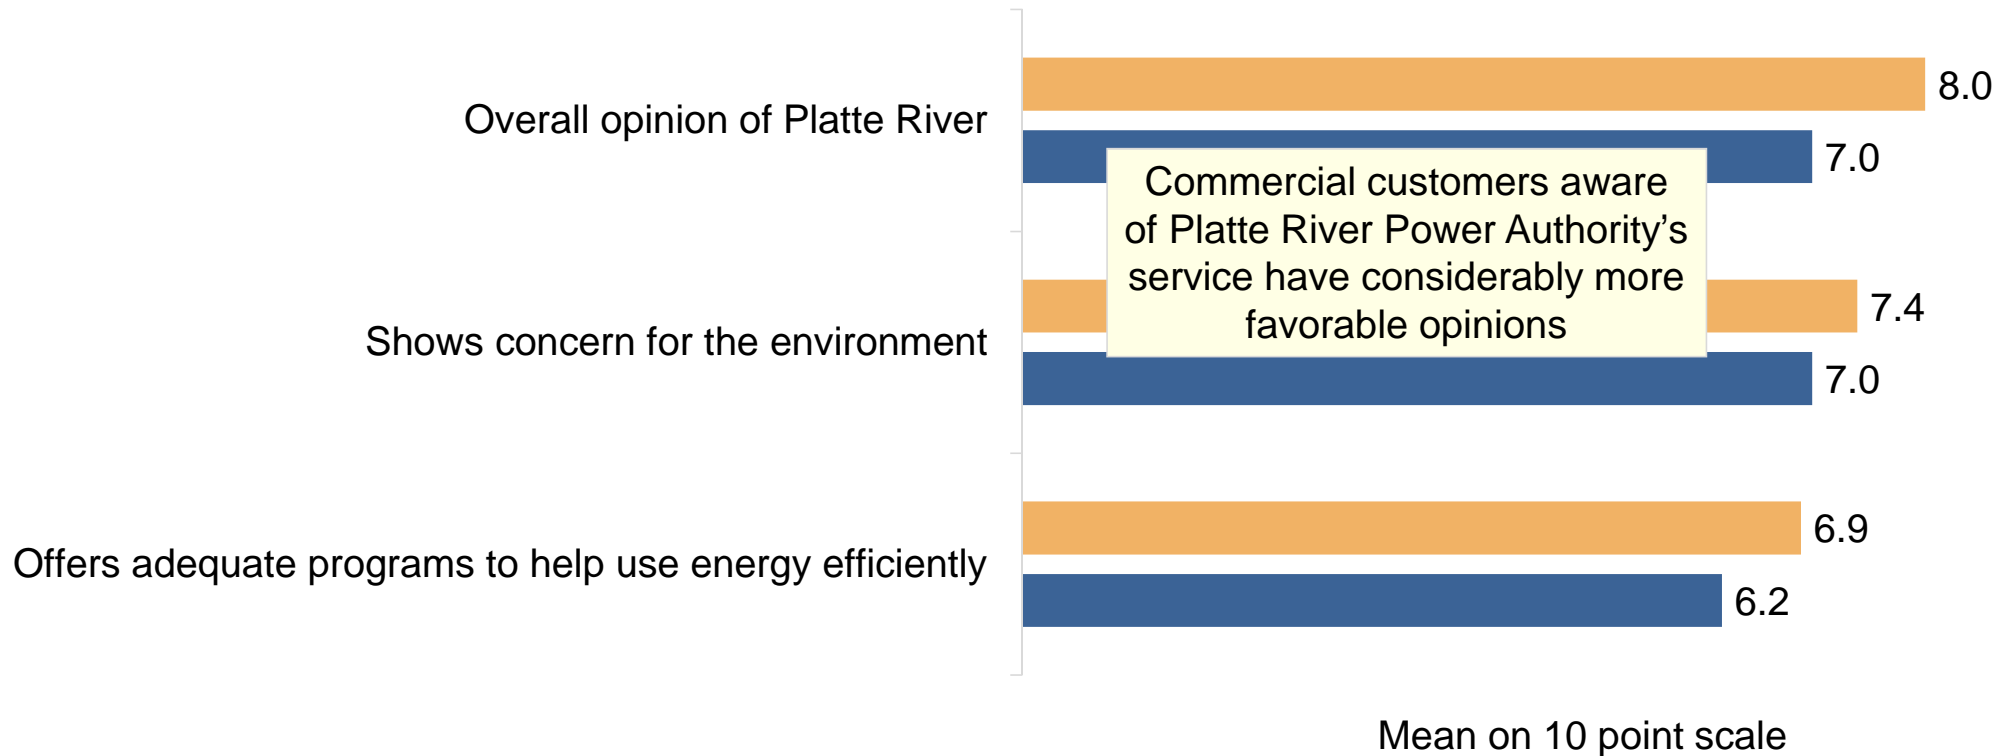 Overall opinion of Platte River
8.0
7.0
Commercial customers aware
of Platte River Power Authority’s
service have considerably more
favorable opinions
Shows concern for the environment
7.4
7.0
Offers adequate programs to help use energy efficiently
6.9
6.2
Mean on 10 point scale